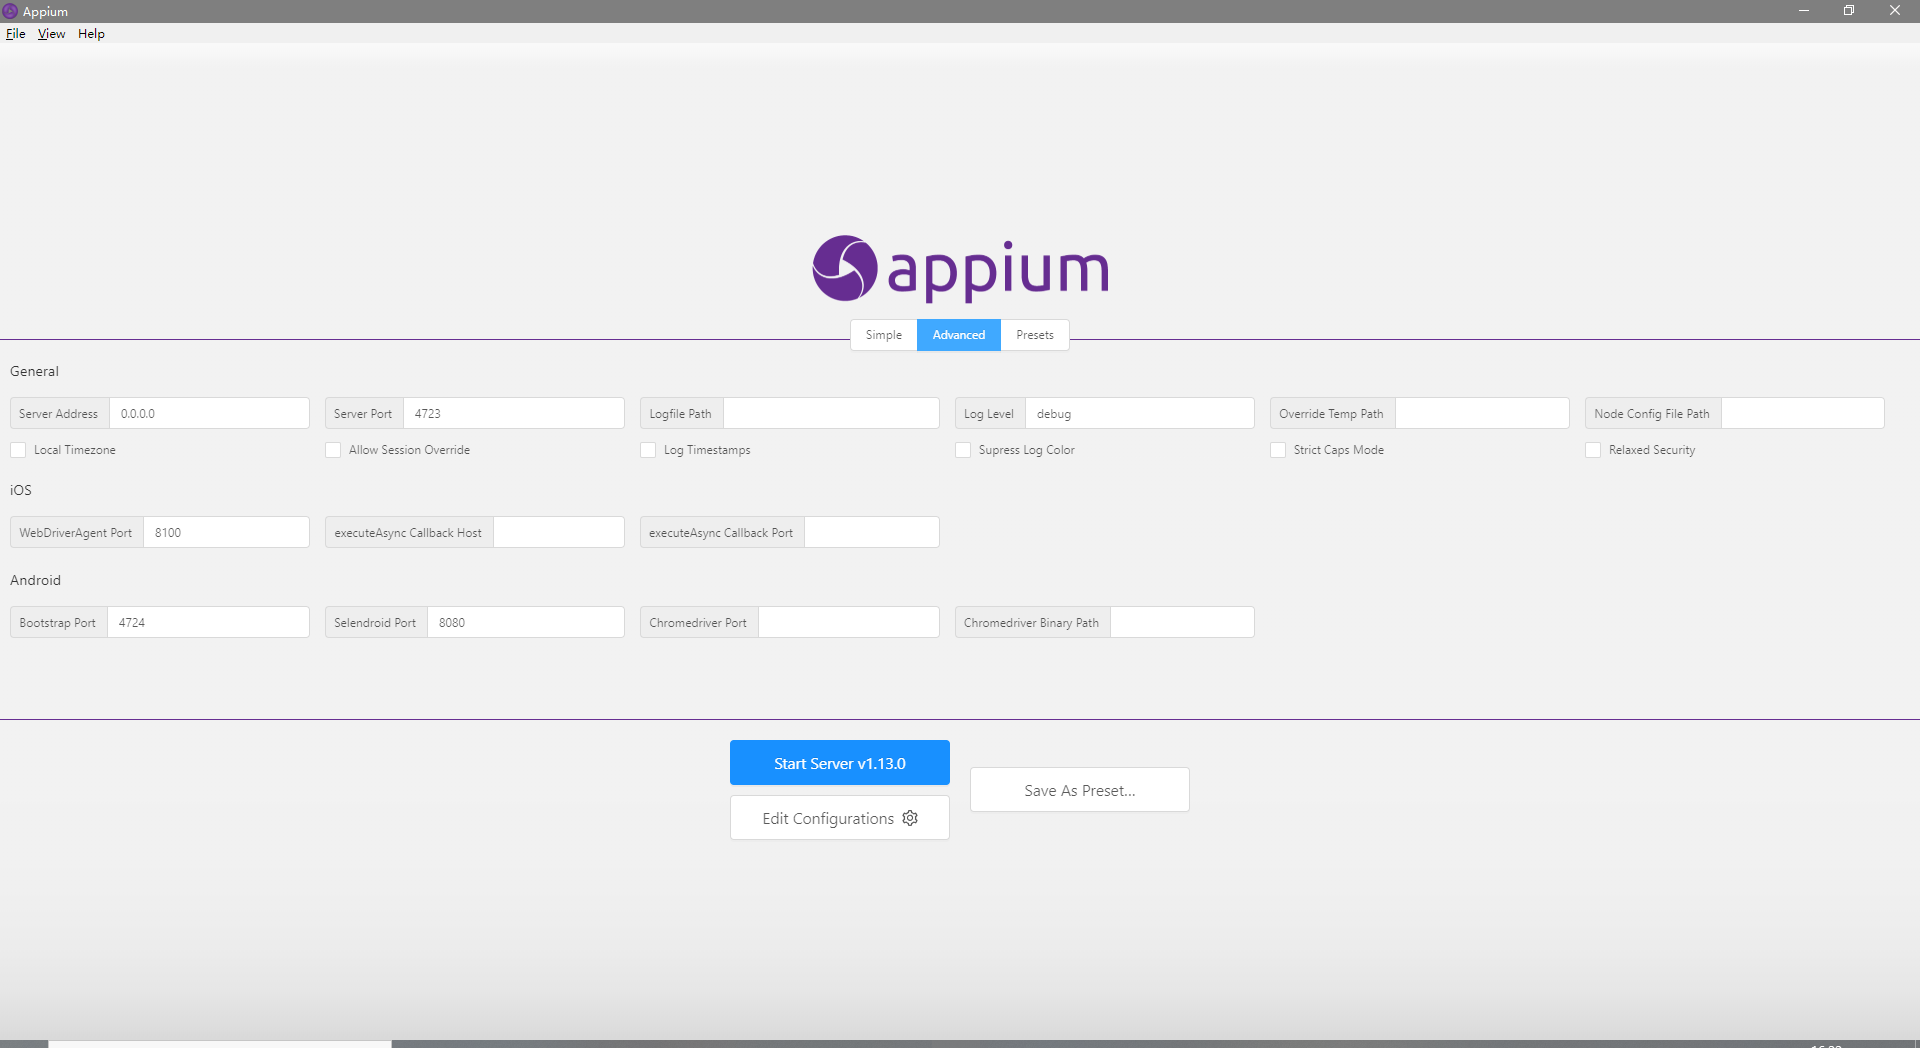 Appium
File View Help
appium
Simple Advanced Presets
General
Server Address 0.0.0.0 Server Port 4723 Logfile Path Log Level debug Override Temp Path Node Config File Path
Local Timezone Allow Session Override Log Timestamps Supress Log Color Strict Caps Mode Relaxed Security
iOS
WebDriverAgent Port 8100 executeAsync Callback Host executeAsync Callback Port
Android
Bootstrap Port 4724 Selendroid Port 8080 Chromedriver Port Chromedriver Binary Path
Start Server v1.13.0
Save As Preset...
Edit Configurations